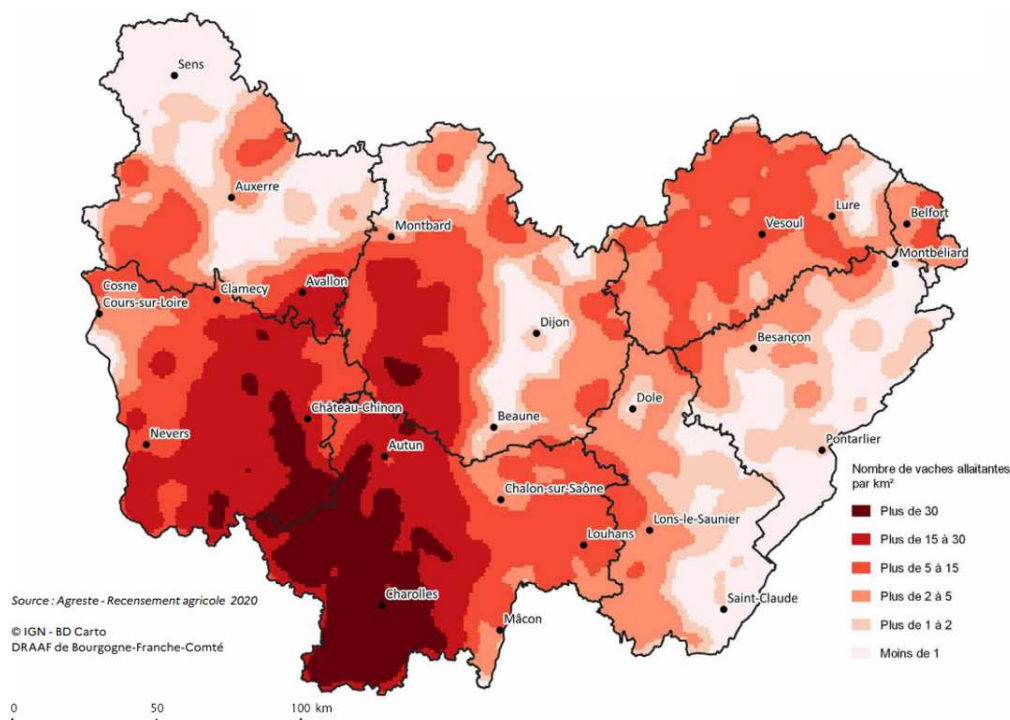 Sens
Auxerre
Montbard
Lure
Belfort
Vesoul
Montbéliard
Avallon
Clamecy
Cosne
Cours-sur-Loire
Dijon
Besançon
Dole
Château-Chinon
Beaune
Nevers
Autun
Pontarlier
Chalon-sur-Saône
Lons-le-Saunier
Louhans
Charolles
Saint-Claude
Mâcon
Nombre de vaches allaitantes
par km²
Plus de 30
Plus de 15 à 30
Plus de 5 à 15
Plus de 2 à 5
Plus de 1 à 2
Moins de 1
Source : Agreste - Recensement agricole 2020
© IGN - BD Carto
DRAAF de Bourgogne-Franche-Comté
0 50 100 km